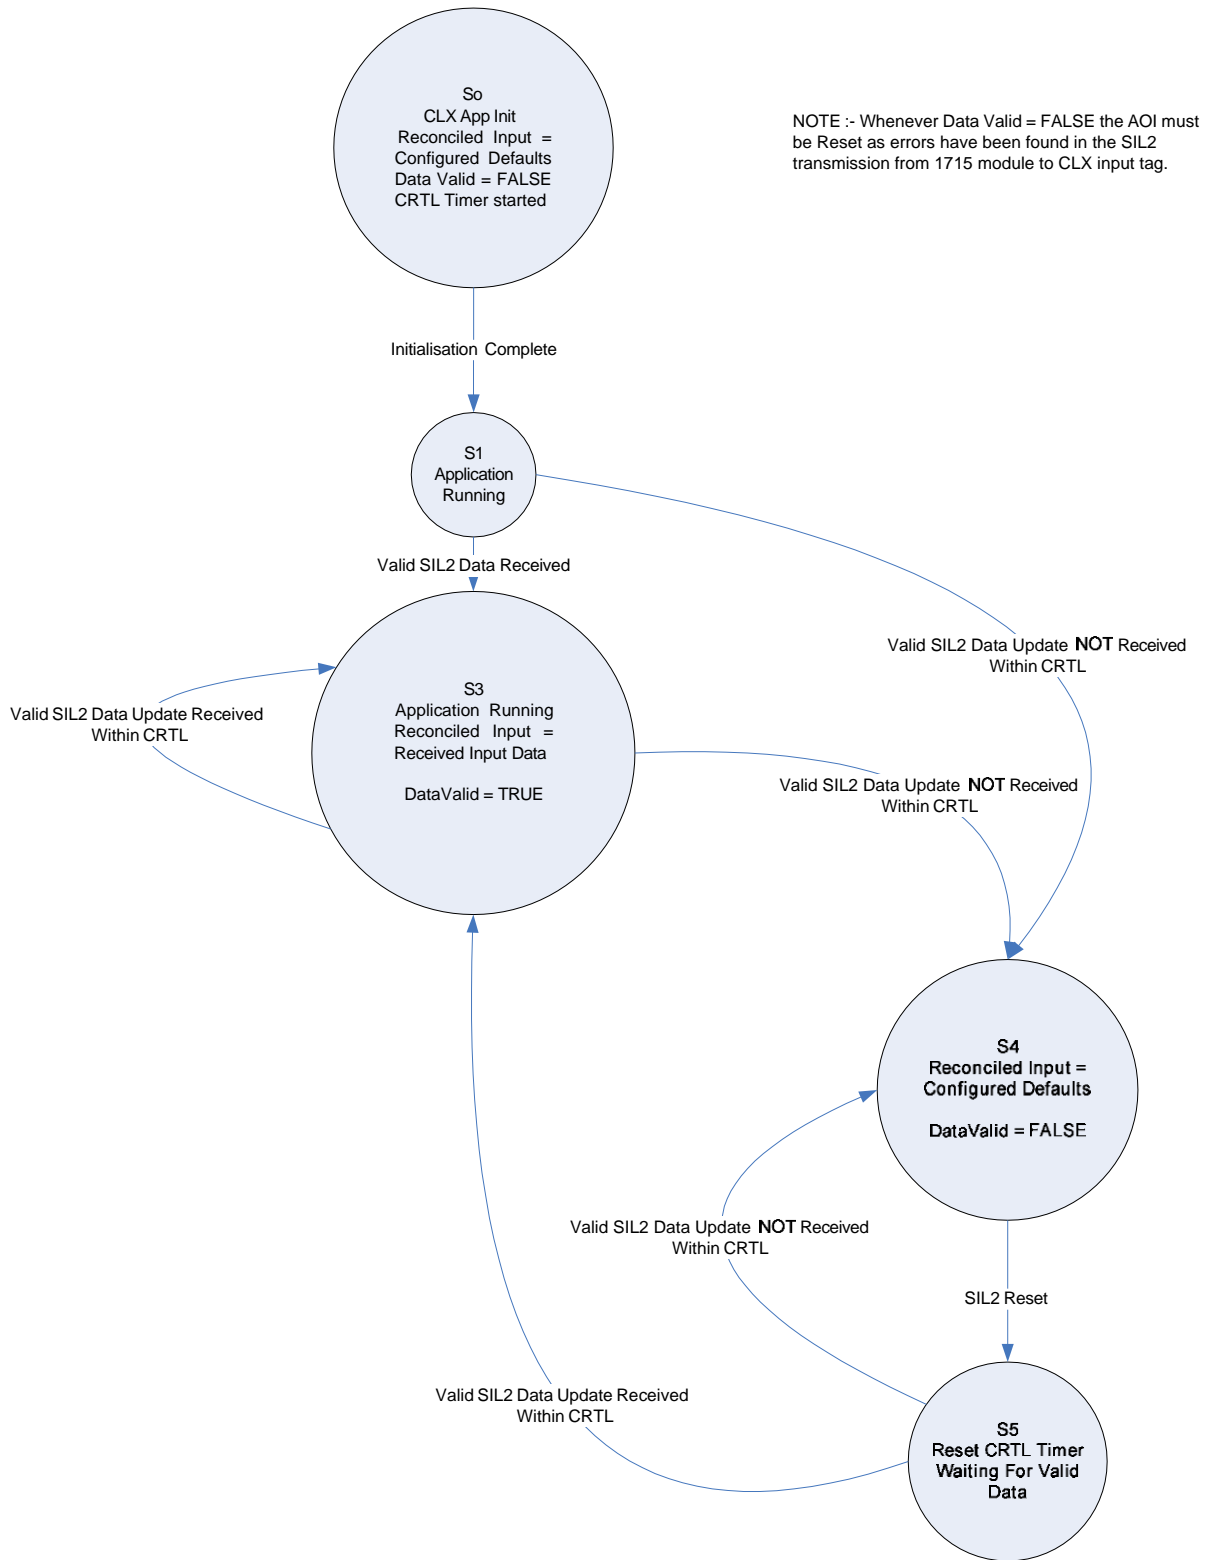 So
CLX App Init
Reconciled Input =
Configured Defaults
Data Valid = FALSE
CRTL Timer started
NOTE :- Whenever Data Valid = FALSE the AOI must
be Reset as errors have been found in the SIL2
transmission from 1715 module to CLX input tag.
Initialisation Complete
S1
Application
Running
Valid SIL2 Data Received
Valid SIL2 Data Update NOT Received
Within CRTL
S3
Application Running
Reconciled Input =
Received Input Data
DataValid = TRUE
Valid SIL2 Data Update Received
Within CRTL
Valid SIL2 Data Update NOT Received
Within CRTL
S4
Reconciled Input =
Configured Defaults
DataValid = FALSE
Valid SIL2 Data Update NOT Received
Within CRTL
SIL2 Reset
Valid SIL2 Data Update Received
Within CRTL
S5
Reset CRTL Timer
Waiting For Valid
Data